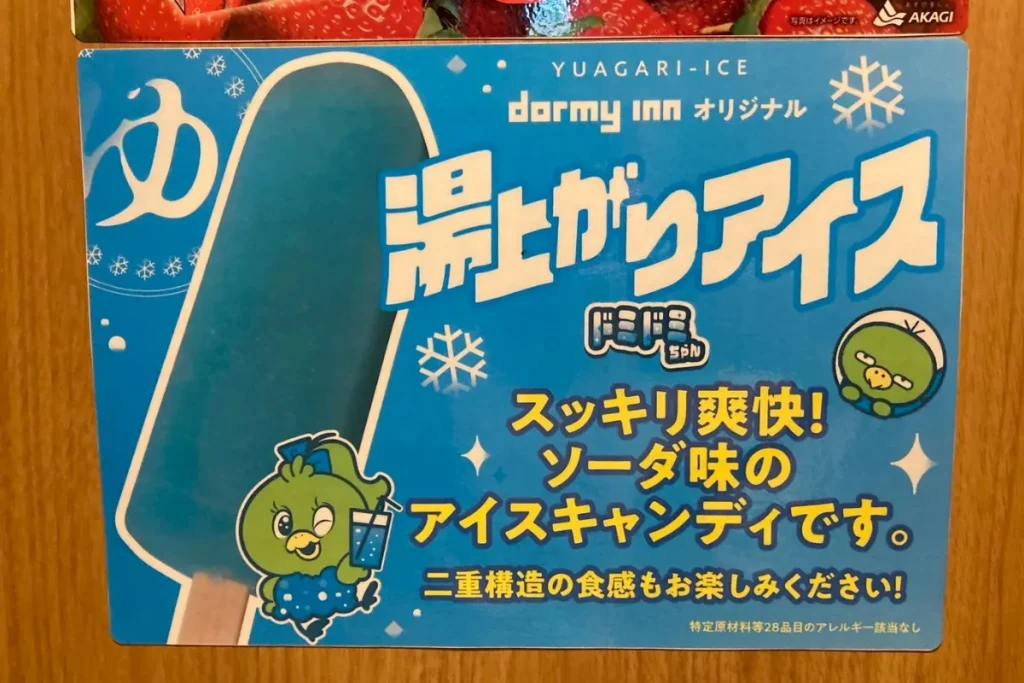 写真はイメージです。
AKAGI
ゆ
YUAGARI-ICE
dormy inn オリジナル
湯上がりアイス
ドミドミちゃん
スッキリ爽快!
ソーダ味の
アイスキャンディです。
二重構造の食感もお楽しみください!
特定原材料等28品目のアレルギー該当なし